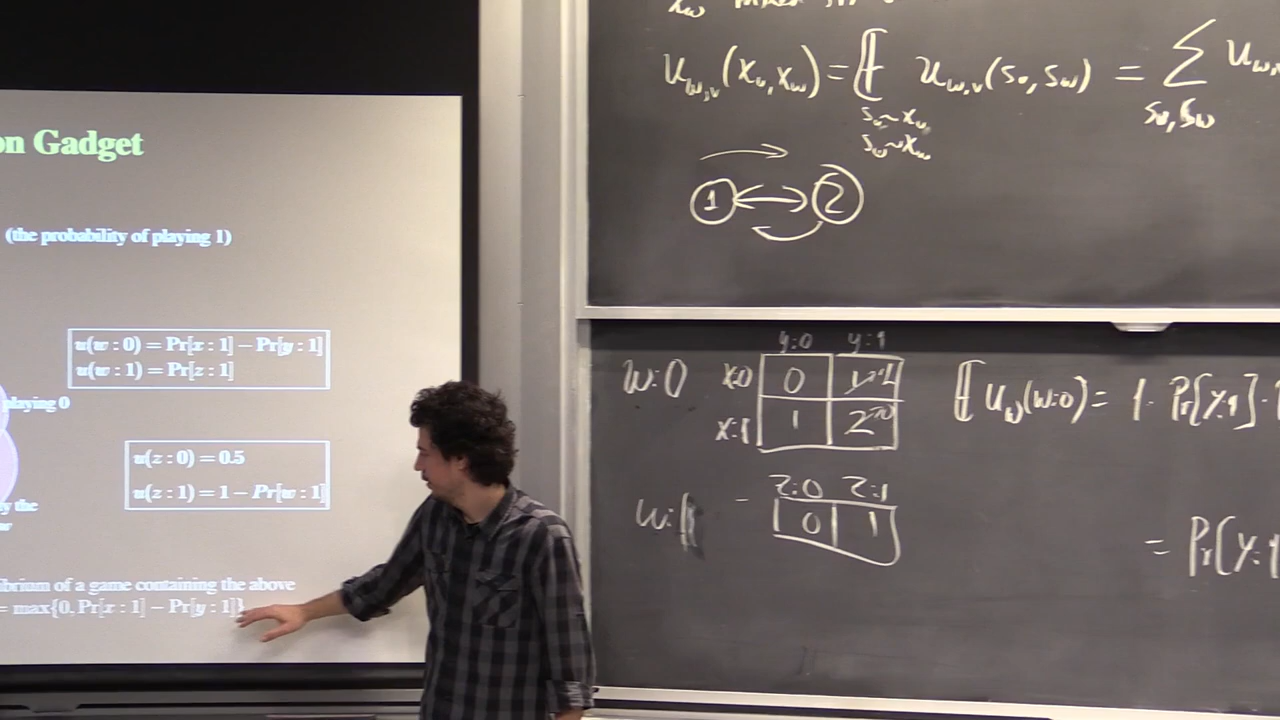 on Gadget
(the probability of playing 1)
u(w : 0) = Pr[x : 1] − Pr[y : 1]
u(w : 1) = Pr[z : 1]
playing 0
u(z : 0) = 0.5
u(z : 1) = 1 − Pr[w : 1]
y the
w
ibrium of a game containing the above
= max{0, Pr[x : 1] − Pr[y : 1]}
u_{w,v}(x_v, x_w) = E u_{w,v}(s_v, s_w) = Σ u_{w,v}
s_v ~ x_v,
s_w ~ x_w
s_v, s_w
1 2
y:0 y:1
w:0 x:0 0
x:1 1
E u_w(w:0) = 1 · Pr[y:1] ·
z:0 z:1
w:1 0 1
= Pr[y:1